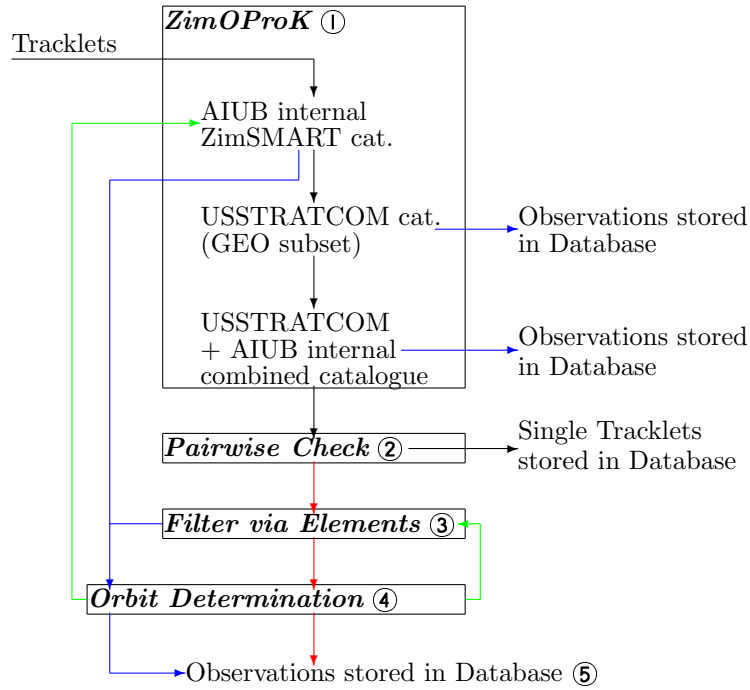 ZimOProK ①
Tracklets
AIUB internal
ZimSMART cat.
USSTRATCOM cat.
(GEO subset)
Observations stored
in Database
USSTRATCOM
+ AIUB internal
combined catalogue
Observations stored
in Database
Pairwise Check ②
Single Tracklets
stored in Database
Filter via Elements ③
Orbit Determination ④
Observations stored in Database ⑤